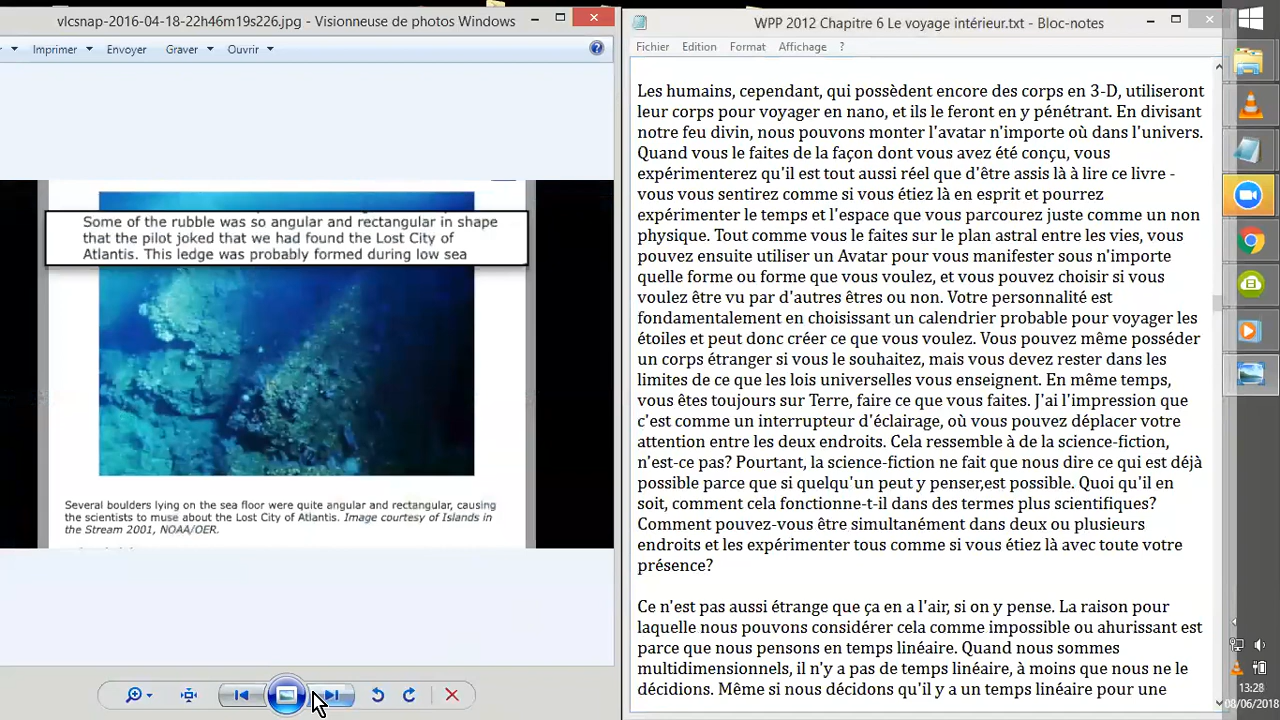 vlcsnap-2016-04-18-22h46m19s226.jpg - Visionneuse de photos Windows
Imprimer
Envoyer
Graver
Ouvrir
Some of the rubble was so angular and rectangular in shape
that the pilot joked that we had found the Lost City of
Atlantis. This ledge was probably formed during low sea
Several boulders lying on the sea floor were quite angular and rectangular, causing
the scientists to muse about the Lost City of Atlantis. Image courtesy of Islands in
the Stream 2001, NOAA/OER.
WPP 2012 Chapitre 6 Le voyage intérieur.txt - Bloc-notes
Fichier Edition Format Affichage ?
Les humains, cependant, qui possèdent encore des corps en 3-D, utiliseront
leur corps pour voyager en nano, et ils le feront en y pénétrant. En divisant
notre feu divin, nous pouvons monter l'avatar n'importe où dans l'univers.
Quand vous le faites de la façon dont vous avez été conçu, vous
expérimenterez qu'il est tout aussi réel que d'être assis là à lire ce livre -
vous vous sentirez comme si vous étiez là en esprit et pourrez
expérimenter le temps et l'espace que vous parcourez juste comme un non
physique. Tout comme vous le faites sur le plan astral entre les vies, vous
pouvez ensuite utiliser un Avatar pour vous manifester sous n'importe
quelle forme ou forme que vous voulez, et vous pouvez choisir si vous
voulez être vu par d'autres êtres ou non. Votre personnalité est
fondamentalement en choisissant un calendrier probable pour voyager les
étoiles et peut donc créer ce que vous voulez. Vous pouvez même posséder
un corps étranger si vous le souhaitez, mais vous devez rester dans les
limites de ce que les lois universelles vous enseignent. En même temps,
vous êtes toujours sur Terre, faire ce que vous faites. J'ai l'impression que
c'est comme un interrupteur d'éclairage, où vous pouvez déplacer votre
attention entre les deux endroits. Cela ressemble à de la science-fiction,
n'est-ce pas? Pourtant, la science-fiction ne fait que nous dire ce qui est déjà
possible parce que si quelqu'un peut y penser,est possible. Quoi qu'il en
soit, comment cela fonctionne-t-il dans des termes plus scientifiques?
Comment pouvez-vous être simultanément dans deux ou plusieurs
endroits et les expérimenter tous comme si vous étiez là avec toute votre
présence?
Ce n'est pas aussi étrange que ça en a l'air, si on y pense. La raison pour
laquelle nous pouvons considérer cela comme impossible ou ahurissant est
parce que nous pensons en temps linéaire. Quand nous sommes
multidimensionnels, il n'y a pas de temps linéaire, à moins que nous ne le
décidions. Même si nous décidons qu'il y a un temps linéaire pour une
13:28
08/06/2018